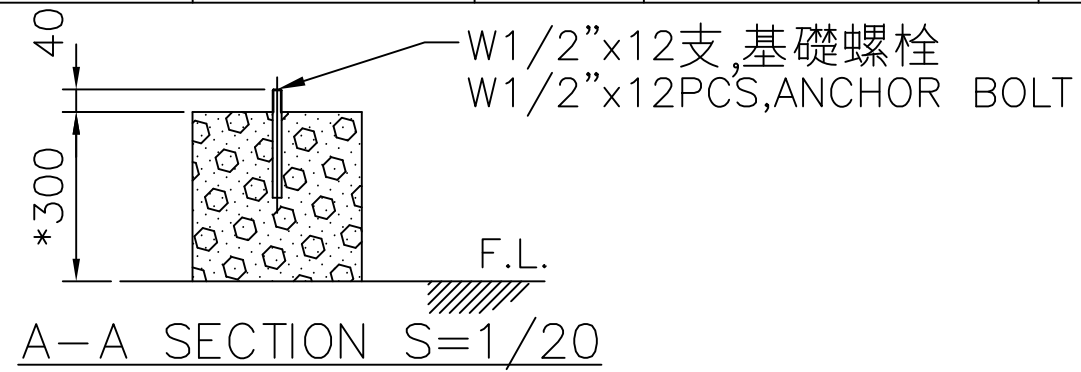 40
W1/2”x12支,基礎螺栓
W1/2”x12PCS,ANCHOR BOLT
*300
F.L.
A-A SECTION S=1/20